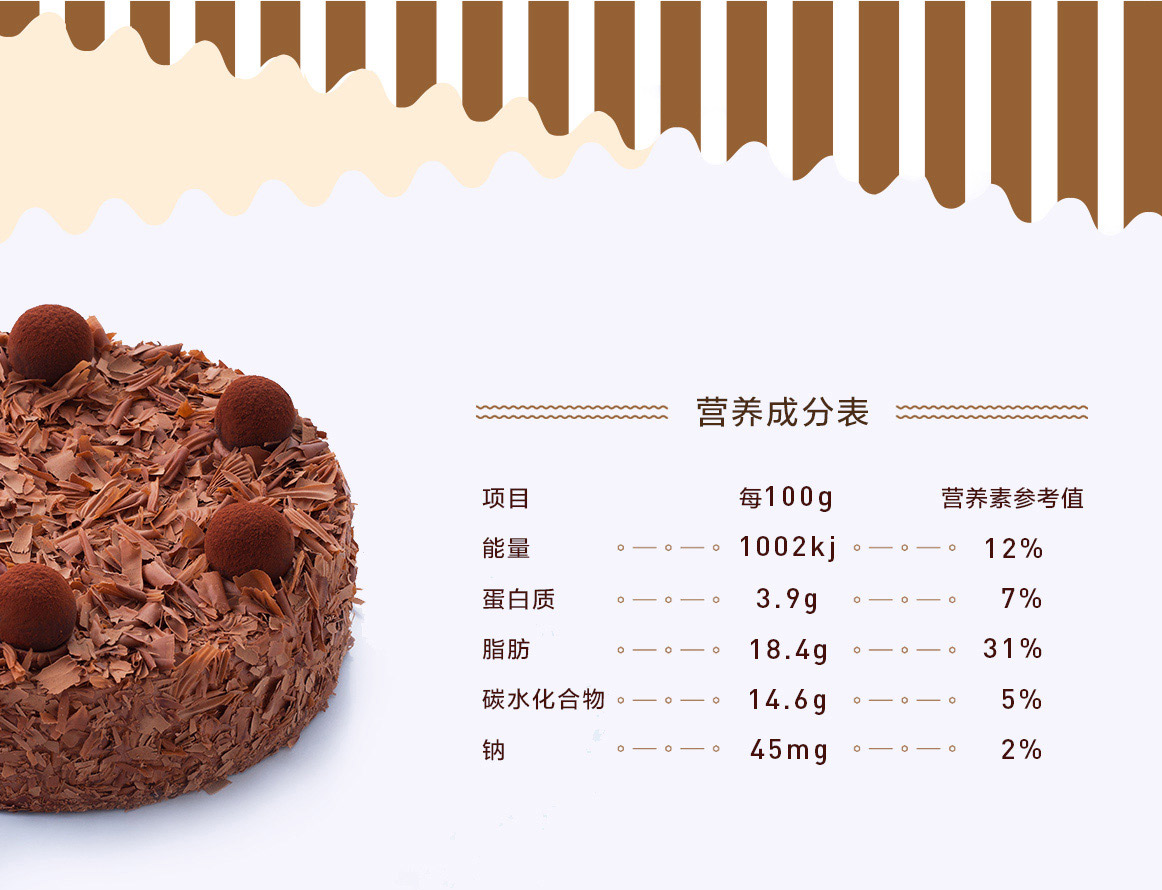 营养成分表
项目 每100g 营养素参考值
能量 1002kj 12%
蛋白质 3.9g 7%
脂肪 18.4g 31%
碳水化合物 14.6g 5%
钠 45mg 2%